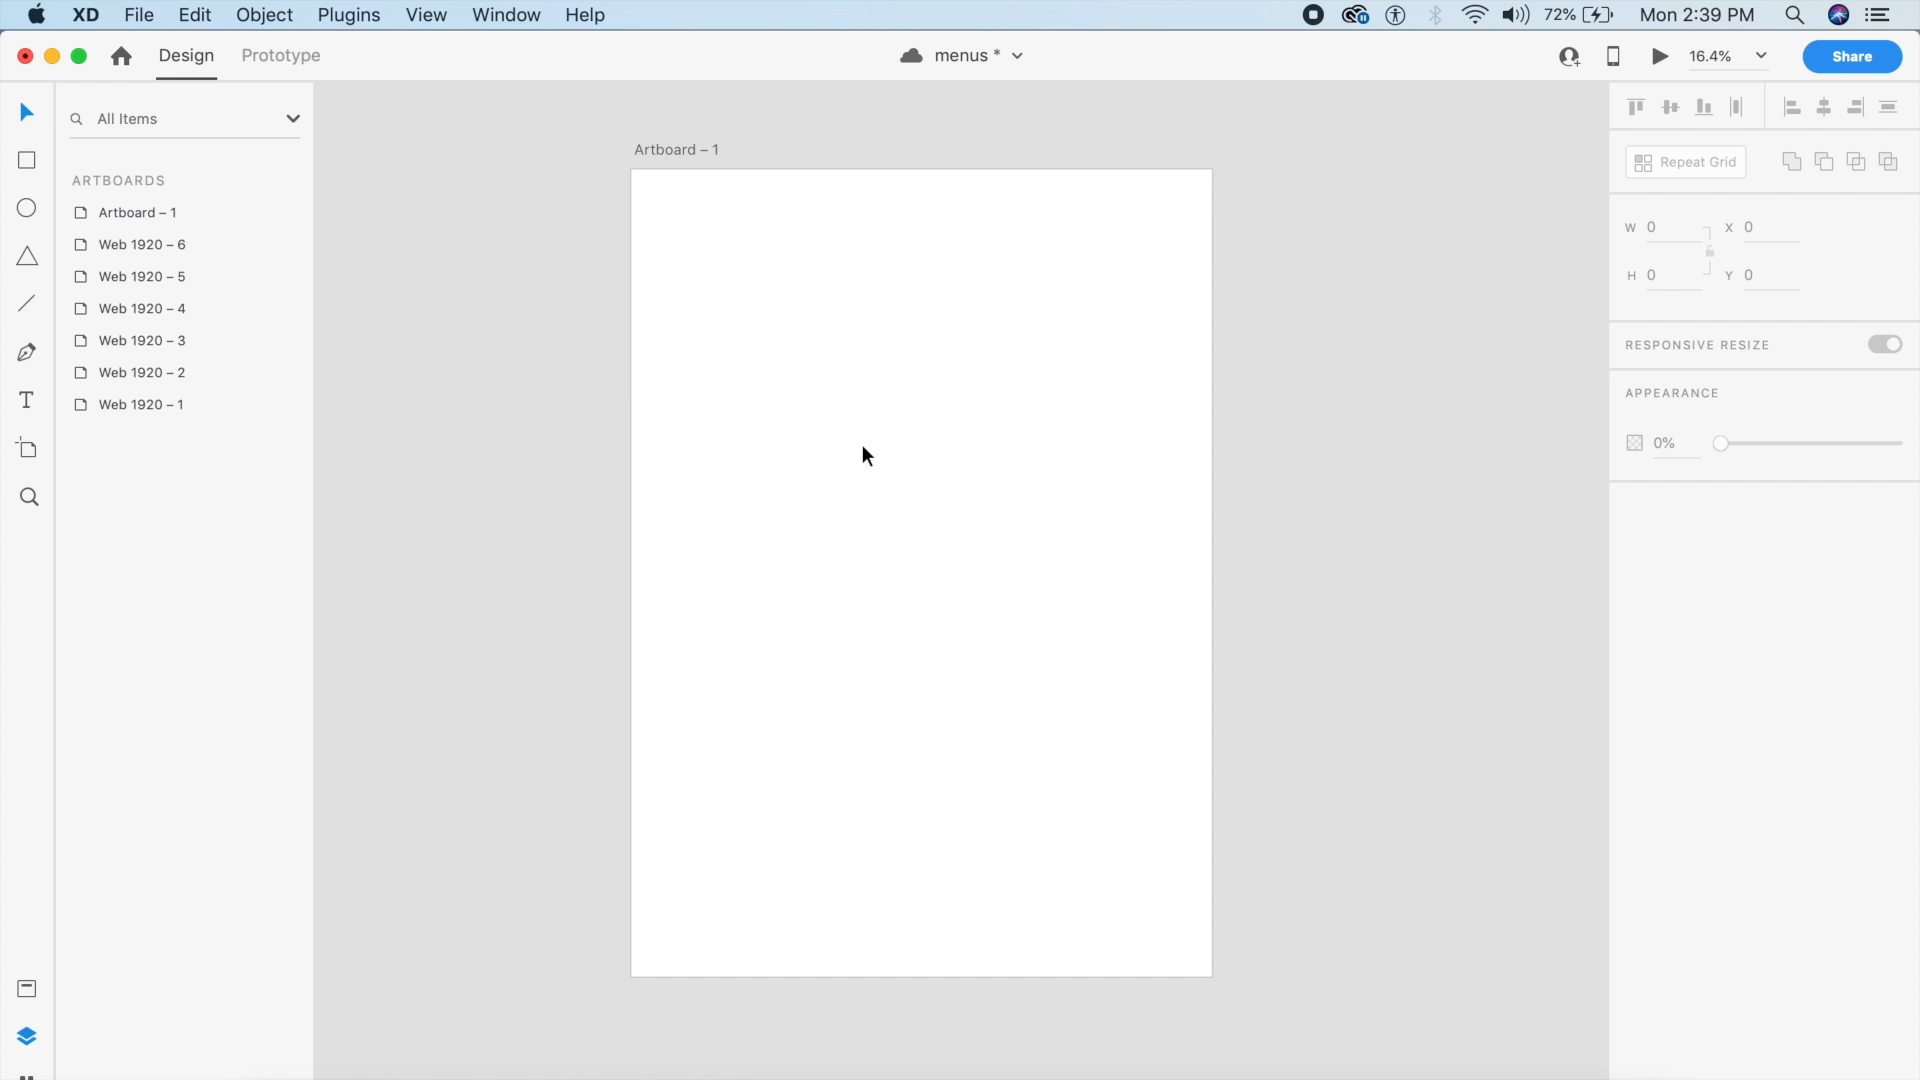 XD File Edit Object Plugins View Window Help 72% Mon 2:39 PM
Design Prototype menus * 16.4% Share
All Items
ARTBOARDS
Artboard – 1
Web 1920 – 6
Web 1920 – 5
Web 1920 – 4
Web 1920 – 3
Web 1920 – 2
Web 1920 – 1
Artboard – 1
Repeat Grid
W 0 X 0
H 0 Y 0
RESPONSIVE RESIZE
APPEARANCE
0%